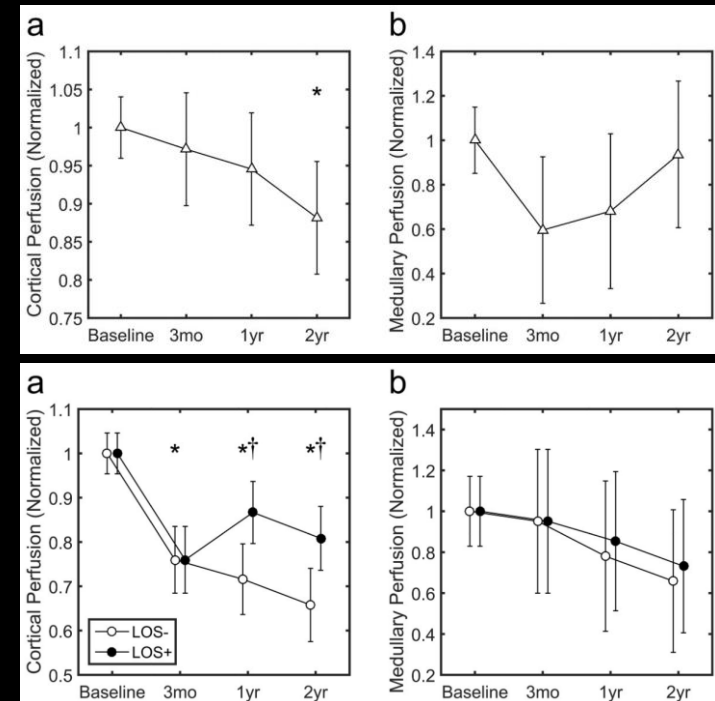 a
Cortical Perfusion (Normalized)
1.1
1.05
1
0.95
0.9
0.85
0.8
0.75
*
Baseline 3mo 1yr 2yr
b
Medullary Perfusion (Normalized)
1.4
1.2
1
0.8
0.6
0.4
0.2
Baseline 3mo 1yr 2yr
a
Cortical Perfusion (Normalized)
1.1
1
0.9
0.8
0.7
0.6
0.5
* *† *†
LOS-
LOS+
Baseline 3mo 1yr 2yr
b
Medullary Perfusion (Normalized)
1.4
1.2
1
0.8
0.6
0.4
0.2
Baseline 3mo 1yr 2yr